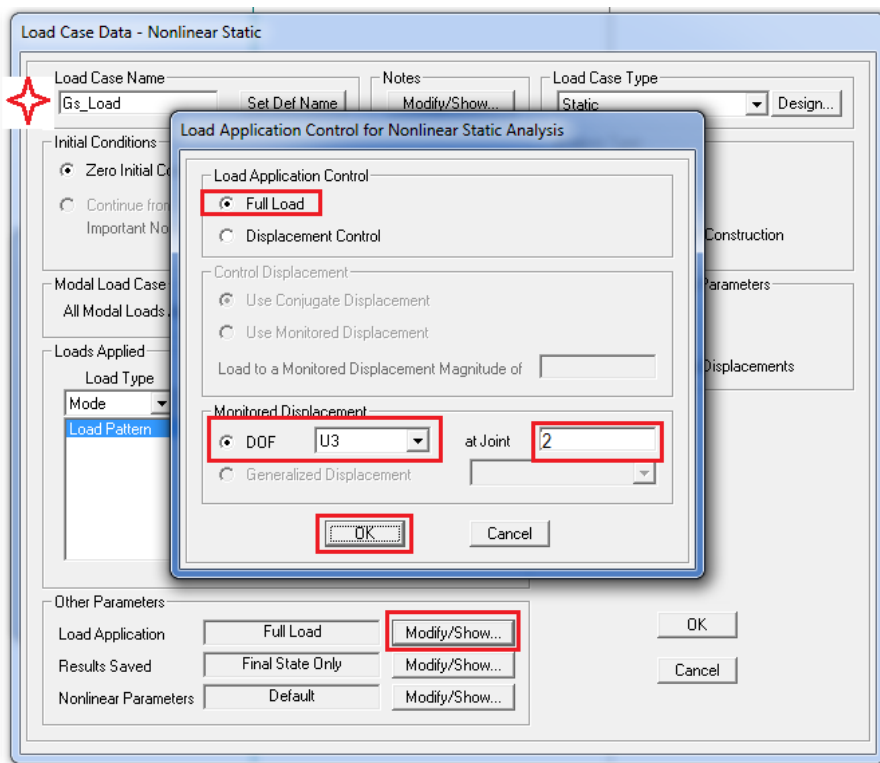 Load Case Data - Nonlinear Static
Load Case Name
Notes
Load Case Type
Gs_Load
Set Def Name
Modify/Show...
Static
Design...
Initial Conditions
Zero Initial
Continue from
Important
Construction
Modal Load Case
All Modal Loads
Parameters
Loads Applied
Load Type
Mode
Load Pattern
Displacements
Load Application Control for Nonlinear Static Analysis
Load Application Control
Full Load
Displacement Control
Control Displacement
Use Conjugate Displacement
Use Monitored Displacement
Load to a Monitored Displacement Magnitude of
Monitored Displacement
DOF U3 at Joint 2
Generalized Displacement
OK Cancel
Other Parameters
Load Application Full Load Modify/Show...
Results Saved Final State Only Modify/Show...
Nonlinear Parameters Default Modify/Show...
OK
Cancel